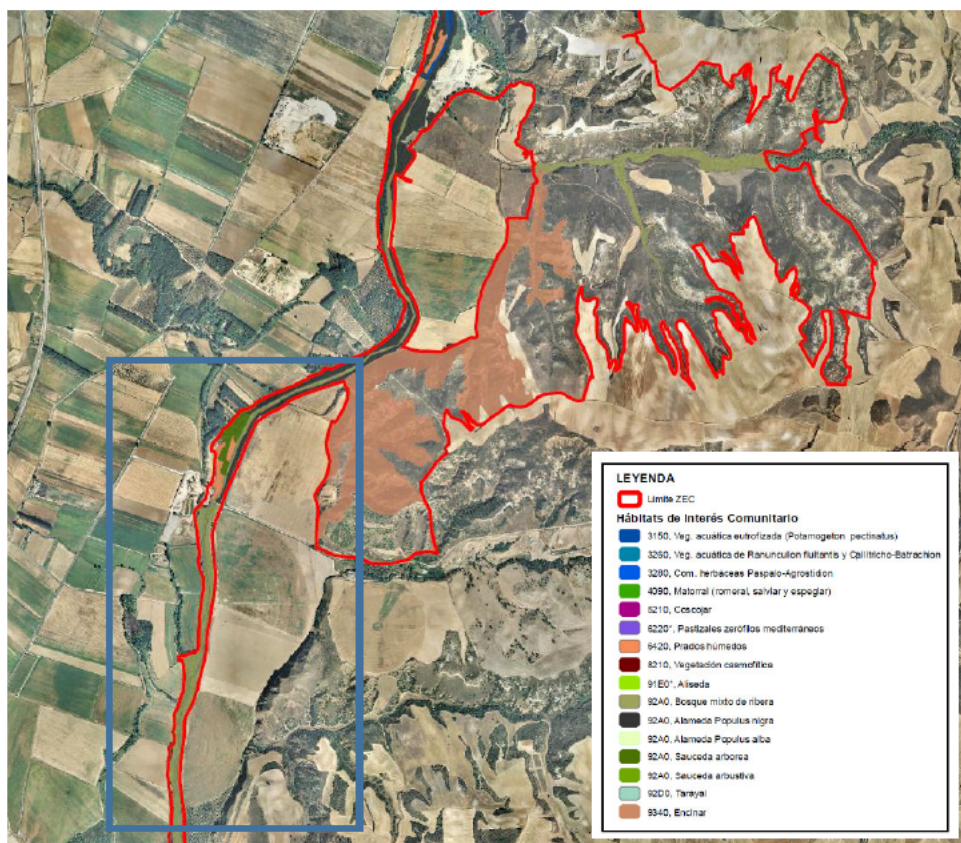 LEYENDA
Límite ZEC
Hábitats de Interés Comunitario
3150, Veg. acuática eutrofizada (Potamogeton pectinatus)
3260, Veg. acuática de Ranunculion fluitantis y Callitricho-Batrachion
3280, Com. herbáceas Paspalo-Agrostidion
4090, Matorral (romeral, salviar y esplegar)
5210, Coscojar
6220*, Pastizales xerófilos mediterráneos
6420, Prados húmedos
8210, Vegetación casmofítica
91E0*, Aliseda
92A0, Bosque mixto de ribera
92A0, Alameda Populus nigra
92A0, Alameda Populus alba
92A0, Sauceda arborea
92A0, Sauceda arbustiva
92D0, Tarayal
9340, Encinar